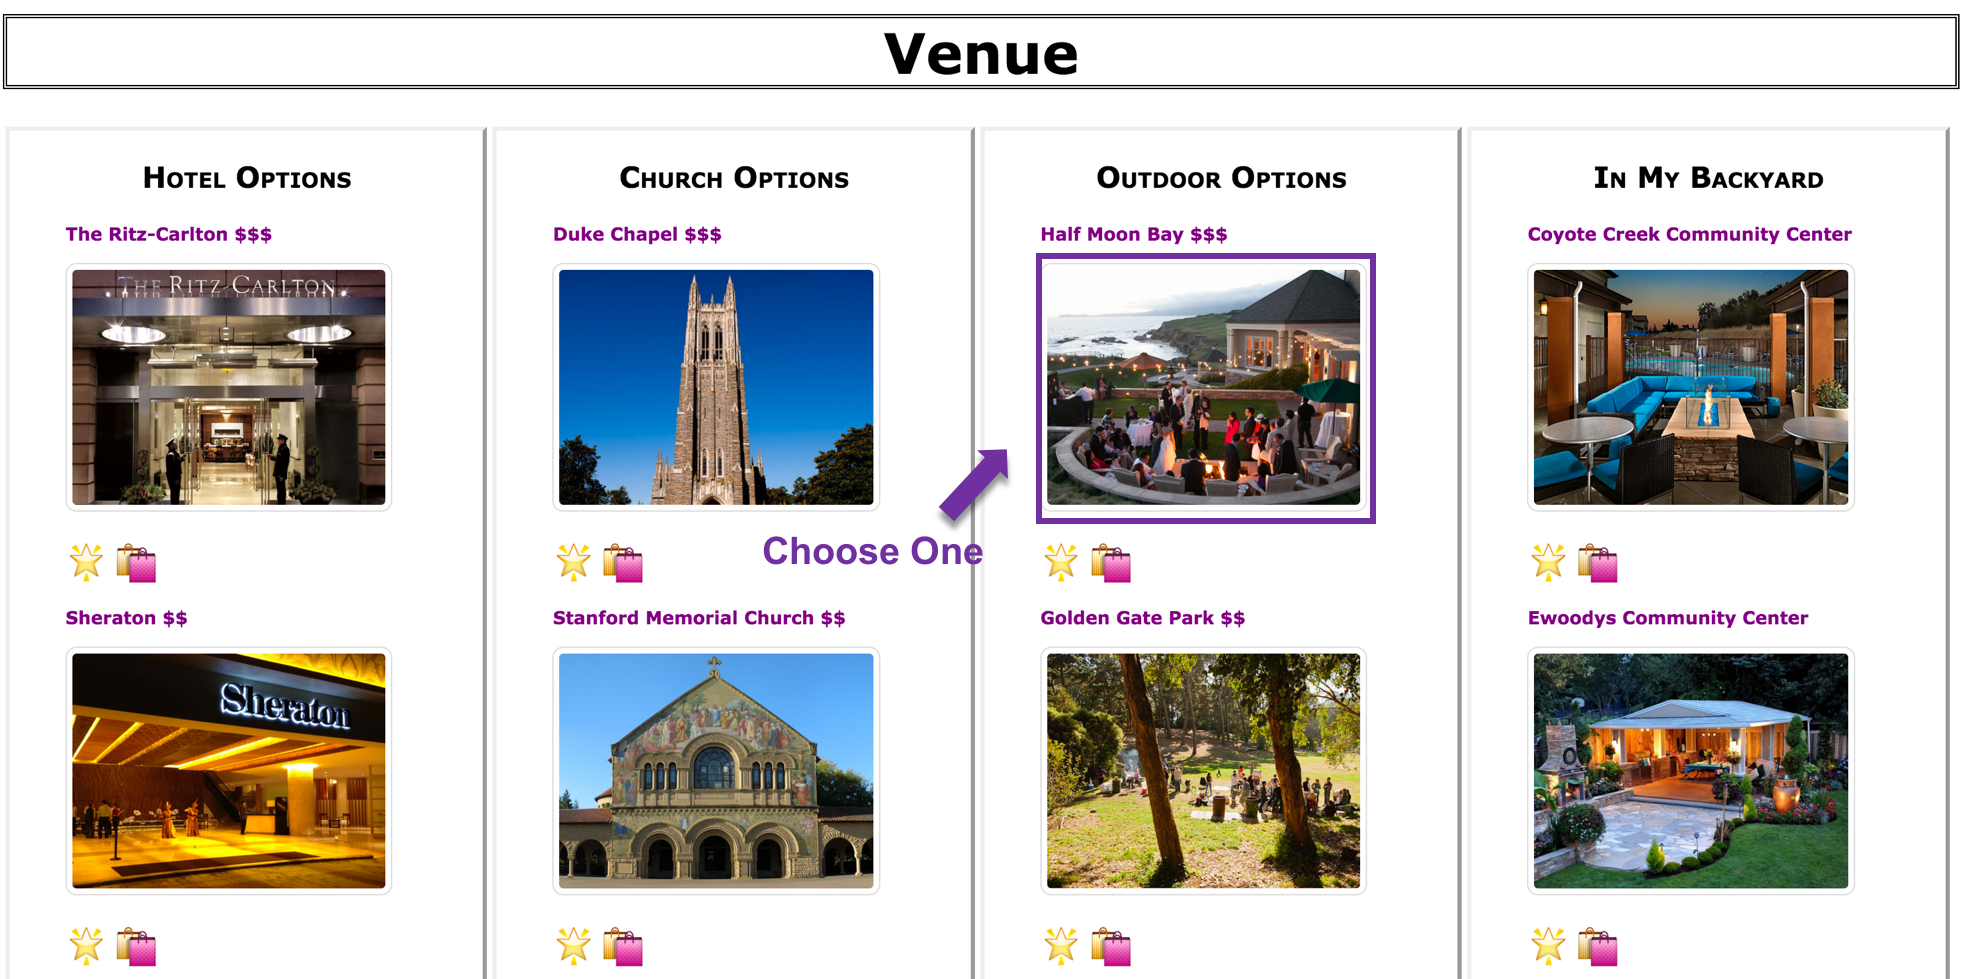 Venue
Hotel Options
The Ritz-Carlton $$$
The Ritz-Carlton
Sheraton $$
Sheraton
Church Options
Duke Chapel $$$
Stanford Memorial Church $$
Choose One
Outdoor Options
Half Moon Bay $$$
Golden Gate Park $$
In My Backyard
Coyote Creek Community Center
Ewoodys Community Center